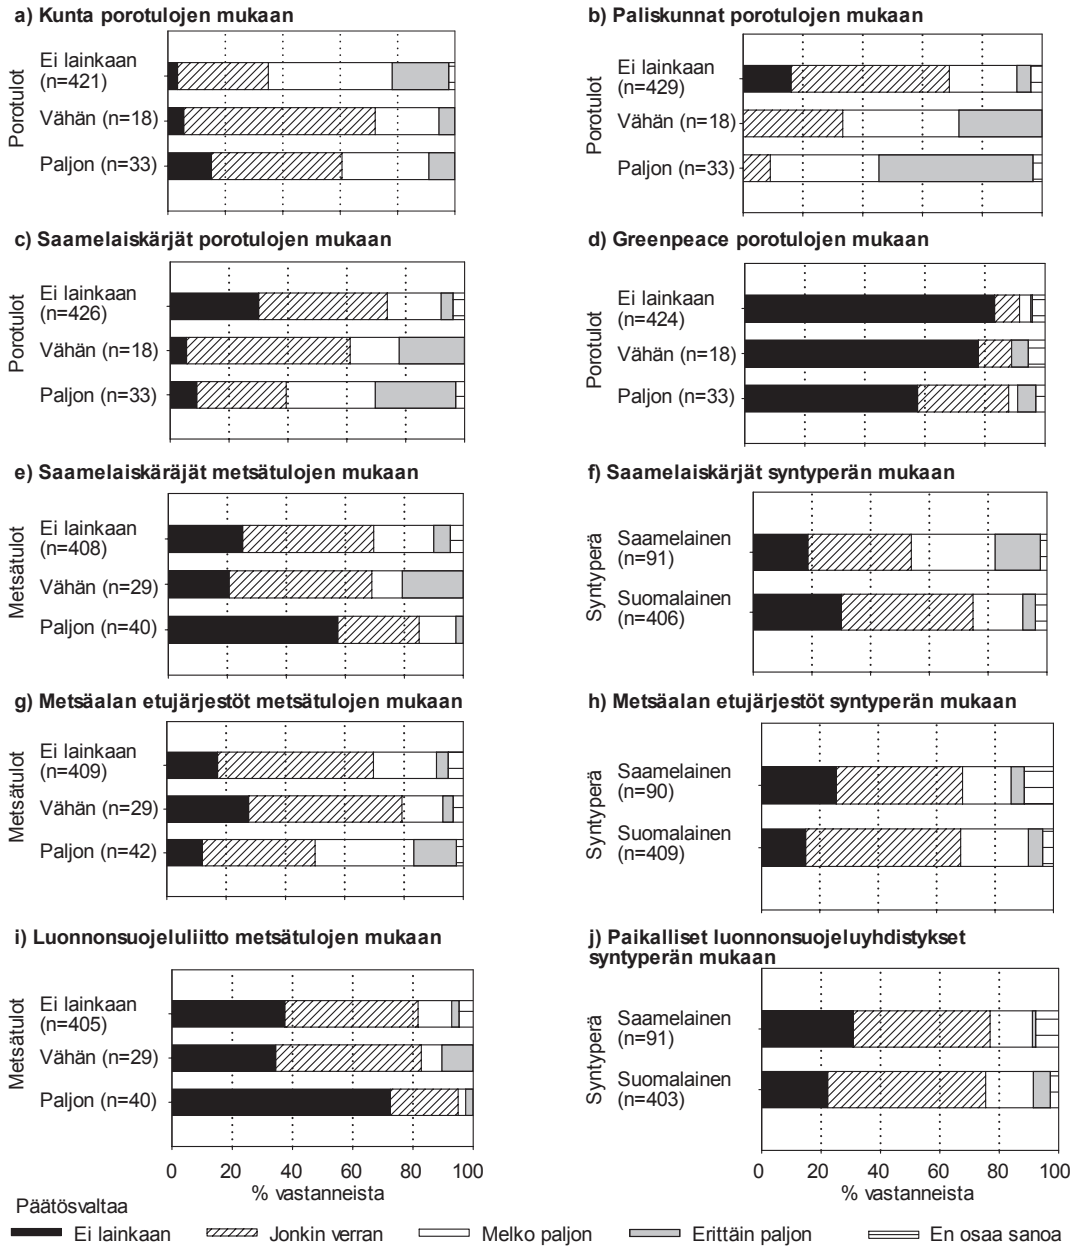 a) Kunta porotulojen mukaan
Porotulot
Ei lainkaan
(n=421)
Vähän (n=18)
Paljon (n=33)
b) Paliskunnat porotulojen mukaan
Porotulot
Ei lainkaan
(n=429)
Vähän (n=18)
Paljon (n=33)
c) Saamelaiskärjät porotulojen mukaan
Porotulot
Ei lainkaan
(n=426)
Vähän (n=18)
Paljon (n=33)
d) Greenpeace porotulojen mukaan
Porotulot
Ei lainkaan
(n=424)
Vähän (n=18)
Paljon (n=33)
e) Saamelaiskäräjät metsätulojen mukaan
Metsätulot
Ei lainkaan
(n=408)
Vähän (n=29)
Paljon (n=40)
f) Saamelaiskärjät syntyperän mukaan
Syntyperä
Saamelainen
(n=91)
Suomalainen
(n=406)
g) Metsäalan etujärjestöt metsätulojen mukaan
Metsätulot
Ei lainkaan
(n=409)
Vähän (n=29)
Paljon (n=42)
h) Metsäalan etujärjestöt syntyperän mukaan
Syntyperä
Saamelainen
(n=90)
Suomalainen
(n=409)
i) Luonnonsuojeluliitto metsätulojen mukaan
Metsätulot
Ei lainkaan
(n=405)
Vähän (n=29)
Paljon (n=40)
0 20 40 60 80 100
% vastanneista
j) Paikalliset luonnonsuojeluyhdistykset
syntyperän mukaan
Syntyperä
Saamelainen
(n=91)
Suomalainen
(n=403)
0 20 40 60 80 100
% vastanneista
Päätösvaltaa
Ei lainkaan Jonkin verran Melko paljon Erittäin paljon En osaa sanoa